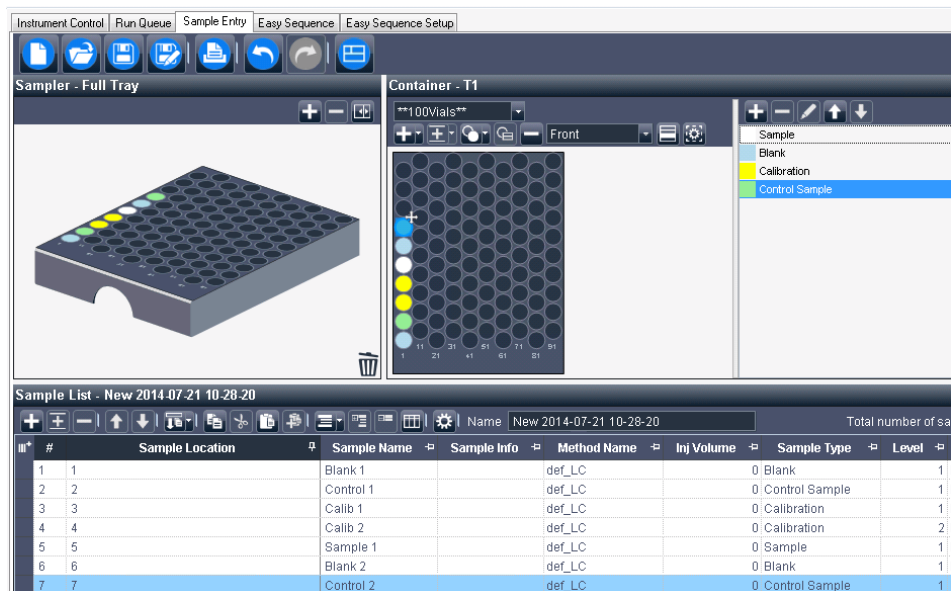 Instrument Control Run Queue Sample Entry Easy Sequence Easy Sequence Setup
Sampler - Full Tray
Container - T1
**100Vials**
Front
Sample
Blank
Calibration
Control Sample
11 31 51 71 91
1 21 41 61 81
Sample List - New 2014-07-21 10-28-20
Name New 2014-07-21 10-28-20 Total number of sa
# Sample Location Sample Name Sample Info Method Name Inj Volume Sample Type Level
1 1 Blank 1 def_LC 0 Blank 1
2 2 Control 1 def_LC 0 Control Sample 1
3 3 Calib 1 def_LC 0 Calibration 1
4 4 Calib 2 def_LC 0 Calibration 2
5 5 Sample 1 def_LC 0 Sample 1
6 6 Blank 2 def_LC 0 Blank 1
7 7 Control 2 def_LC 0 Control Sample 1